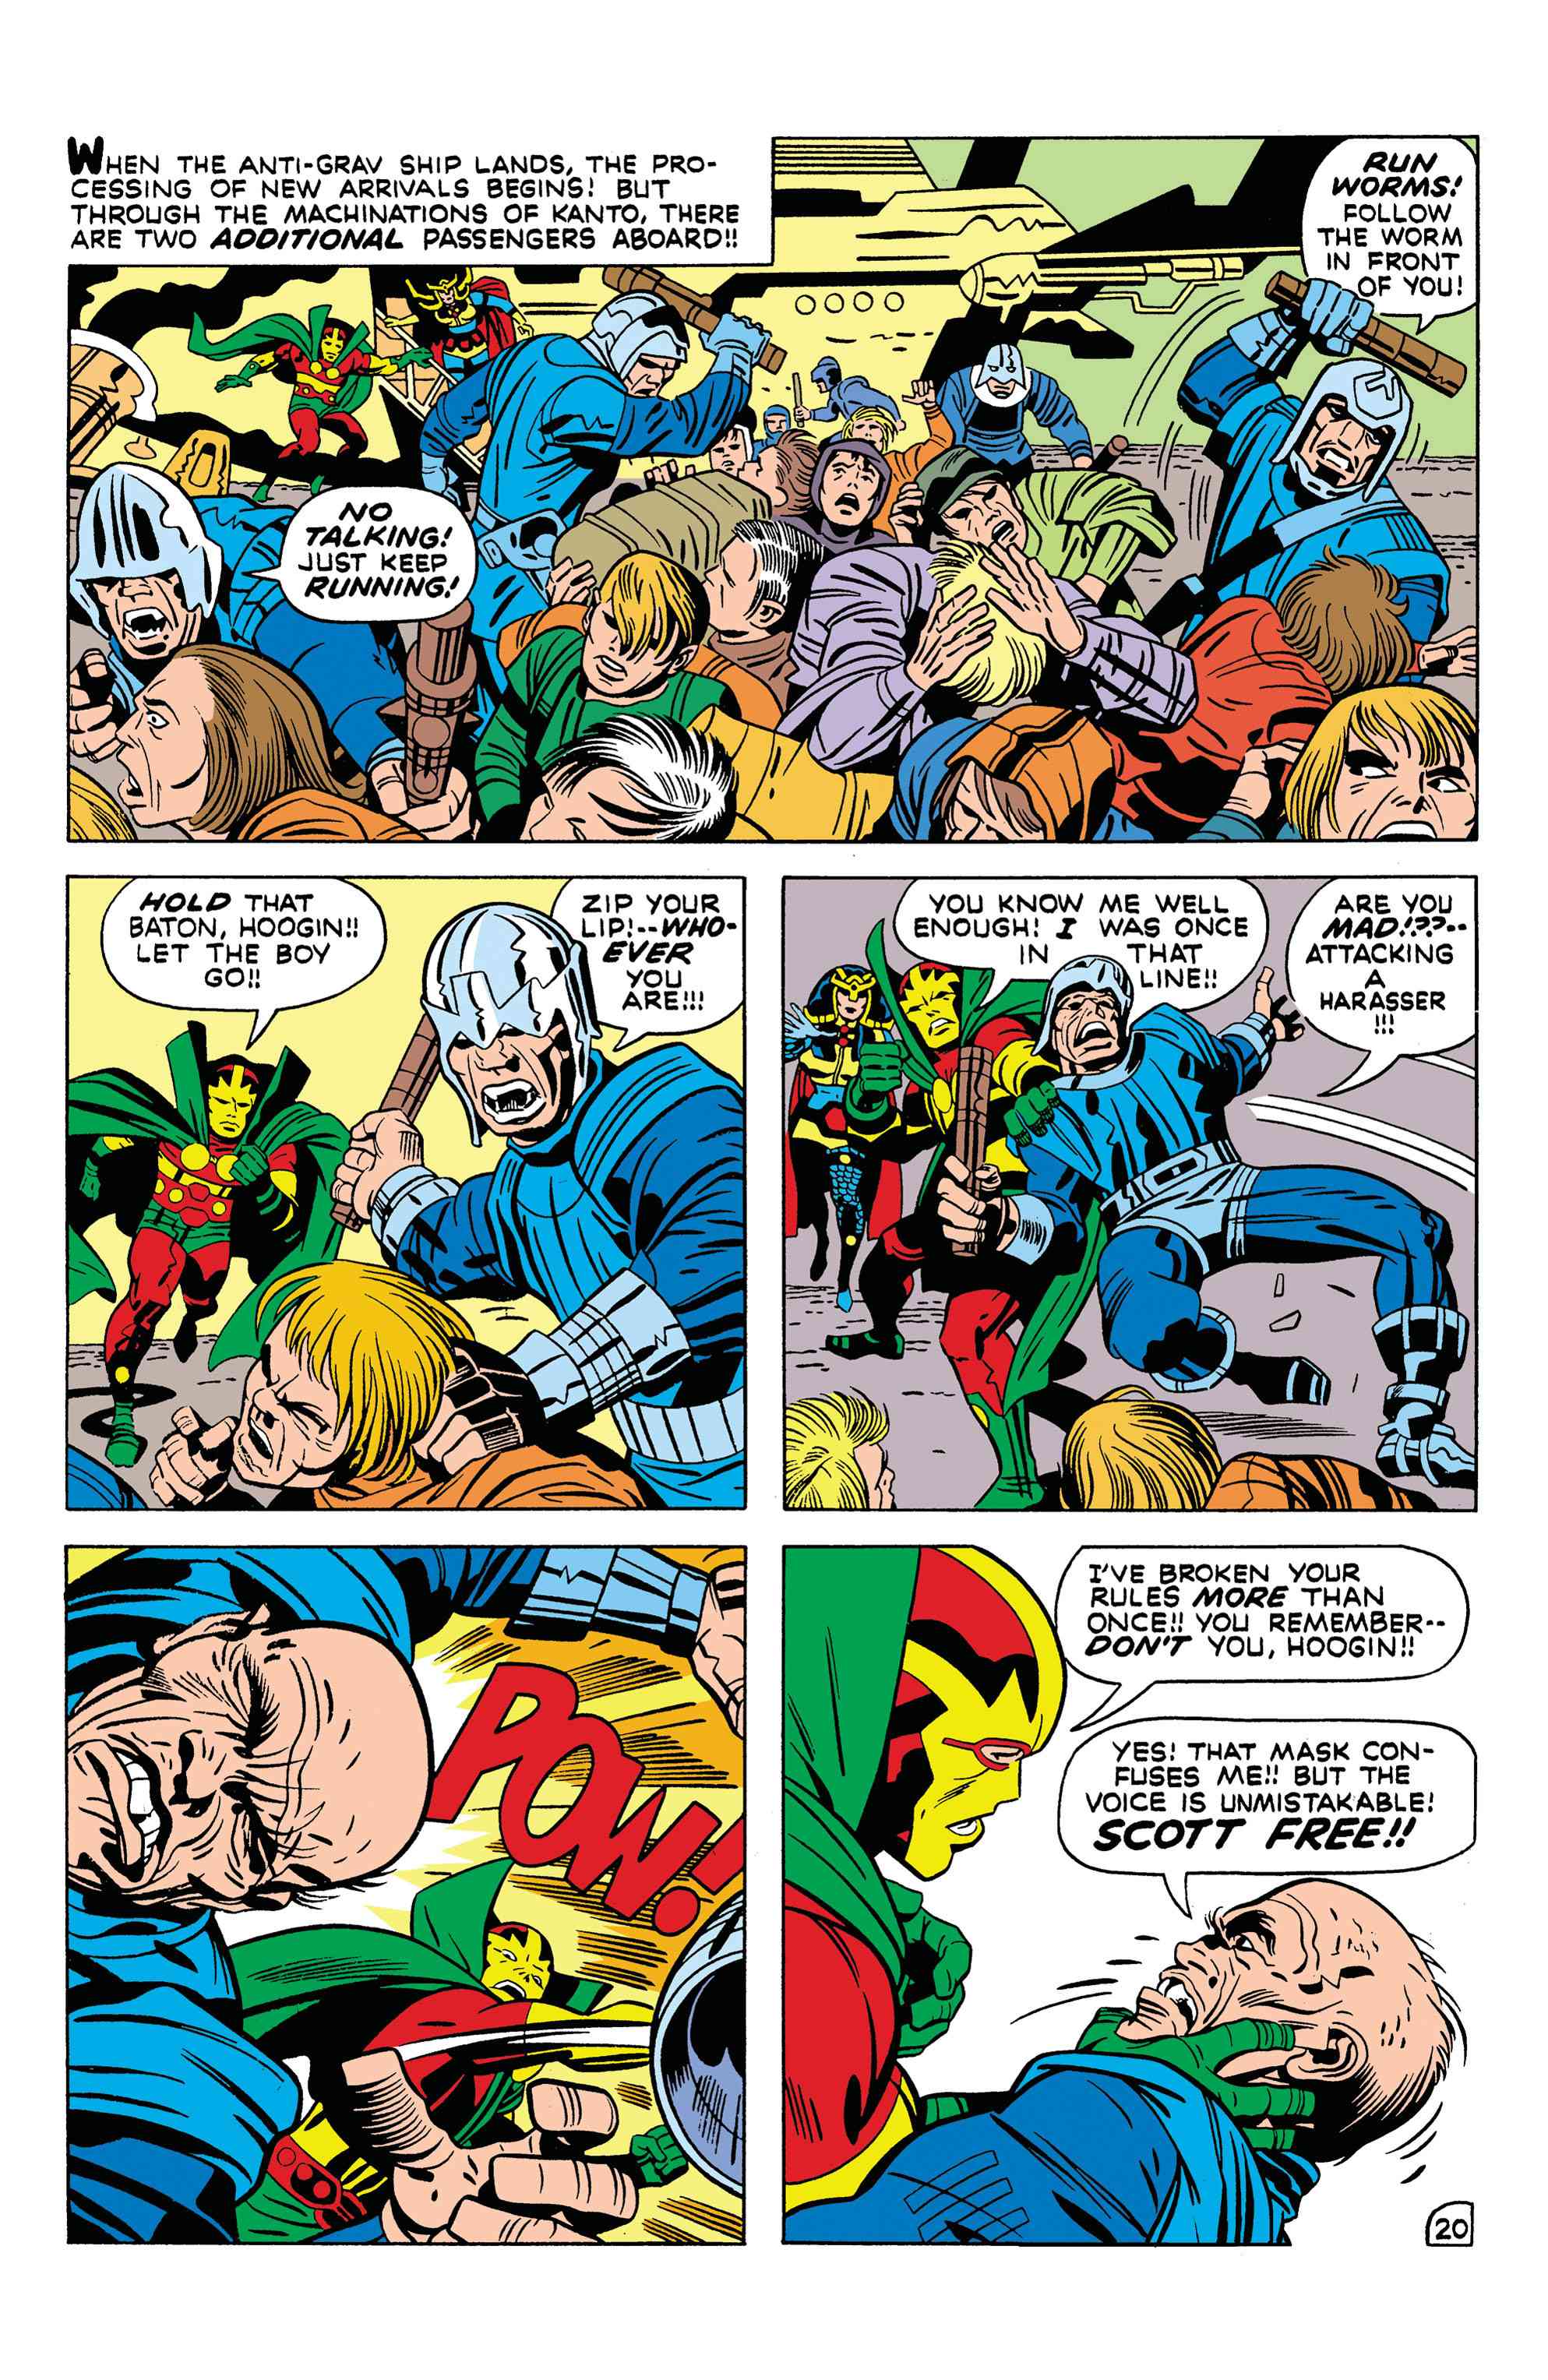 WHEN THE ANTI-GRAV SHIP LANDS, THE PRO-
CESSING OF NEW ARRIVALS BEGINS! BUT
THROUGH THE MACHINATIONS OF KANTO, THERE
ARE TWO ADDITIONAL PASSENGERS ABOARD!!
RUN
WORMS!
FOLLOW
THE WORM
IN FRONT
OF YOU!
NO
TALKING!
JUST KEEP
RUNNING!
HOLD THAT
BATON, HOOGIN!!
LET THE BOY
GO!!
ZIP YOUR
LIP!--WHO-
EVER
YOU
ARE!!!
YOU KNOW ME WELL
ENOUGH! I WAS ONCE
IN THAT
LINE!!
ARE YOU
MAD!??--
ATTACKING
A
HARASSER
!!!
POW!
I'VE BROKEN YOUR
RULES MORE THAN
ONCE!! YOU REMEMBER--
DON'T YOU, HOOGIN!!
YES! THAT MASK CON-
FUSES ME!! BUT THE
VOICE IS UNMISTAKABLE!
SCOTT FREE!!
20